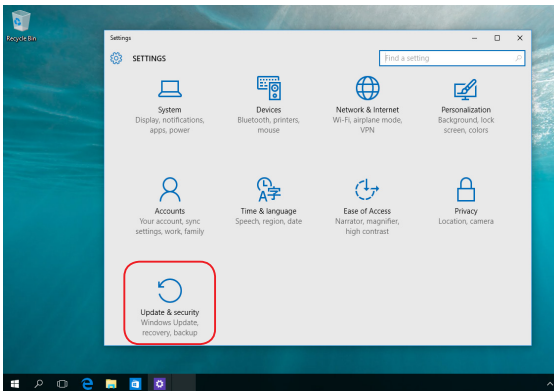 Recycle Bin
Settings
SETTINGS
Find a setting
System
Display, notifications,
apps, power
Devices
Bluetooth, printers,
mouse
Network & Internet
Wi-Fi, airplane mode,
VPN
Personalization
Background, lock
screen, colors
Accounts
Your account, sync
settings, work, family
Time & language
Speech, region, date
Ease of Access
Narrator, magnifier,
high contrast
Privacy
Location, camera
Update & security
Windows Update,
recovery, backup